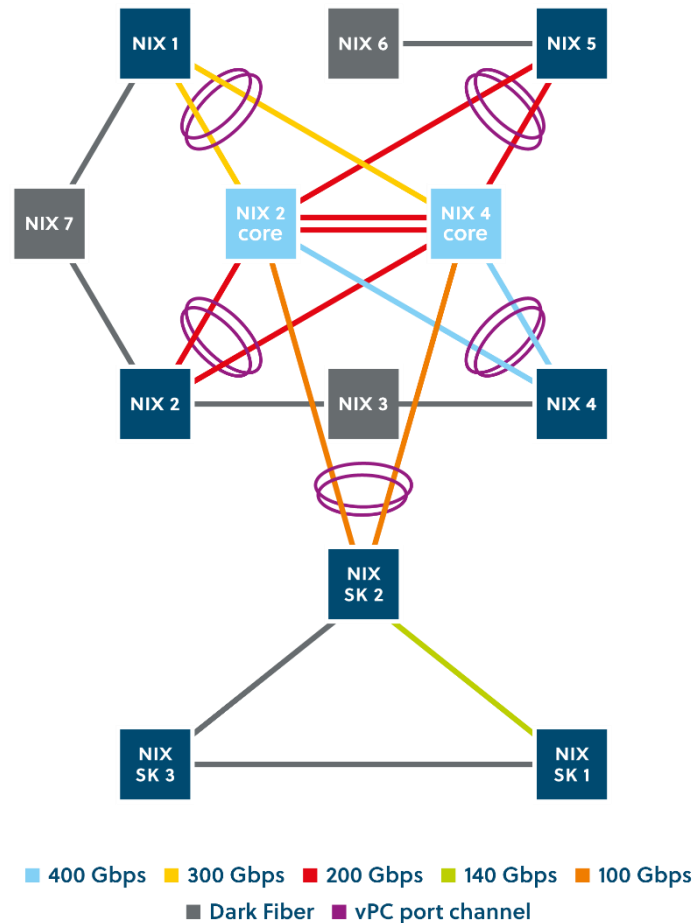 NIX 1
NIX 6
NIX 5
NIX 7
NIX 2
core
NIX 4
core
NIX 2
NIX 3
NIX 4
NIX
SK 2
NIX
SK 3
NIX
SK 1
400 Gbps 300 Gbps 200 Gbps 140 Gbps 100 Gbps
Dark Fiber vPC port channel